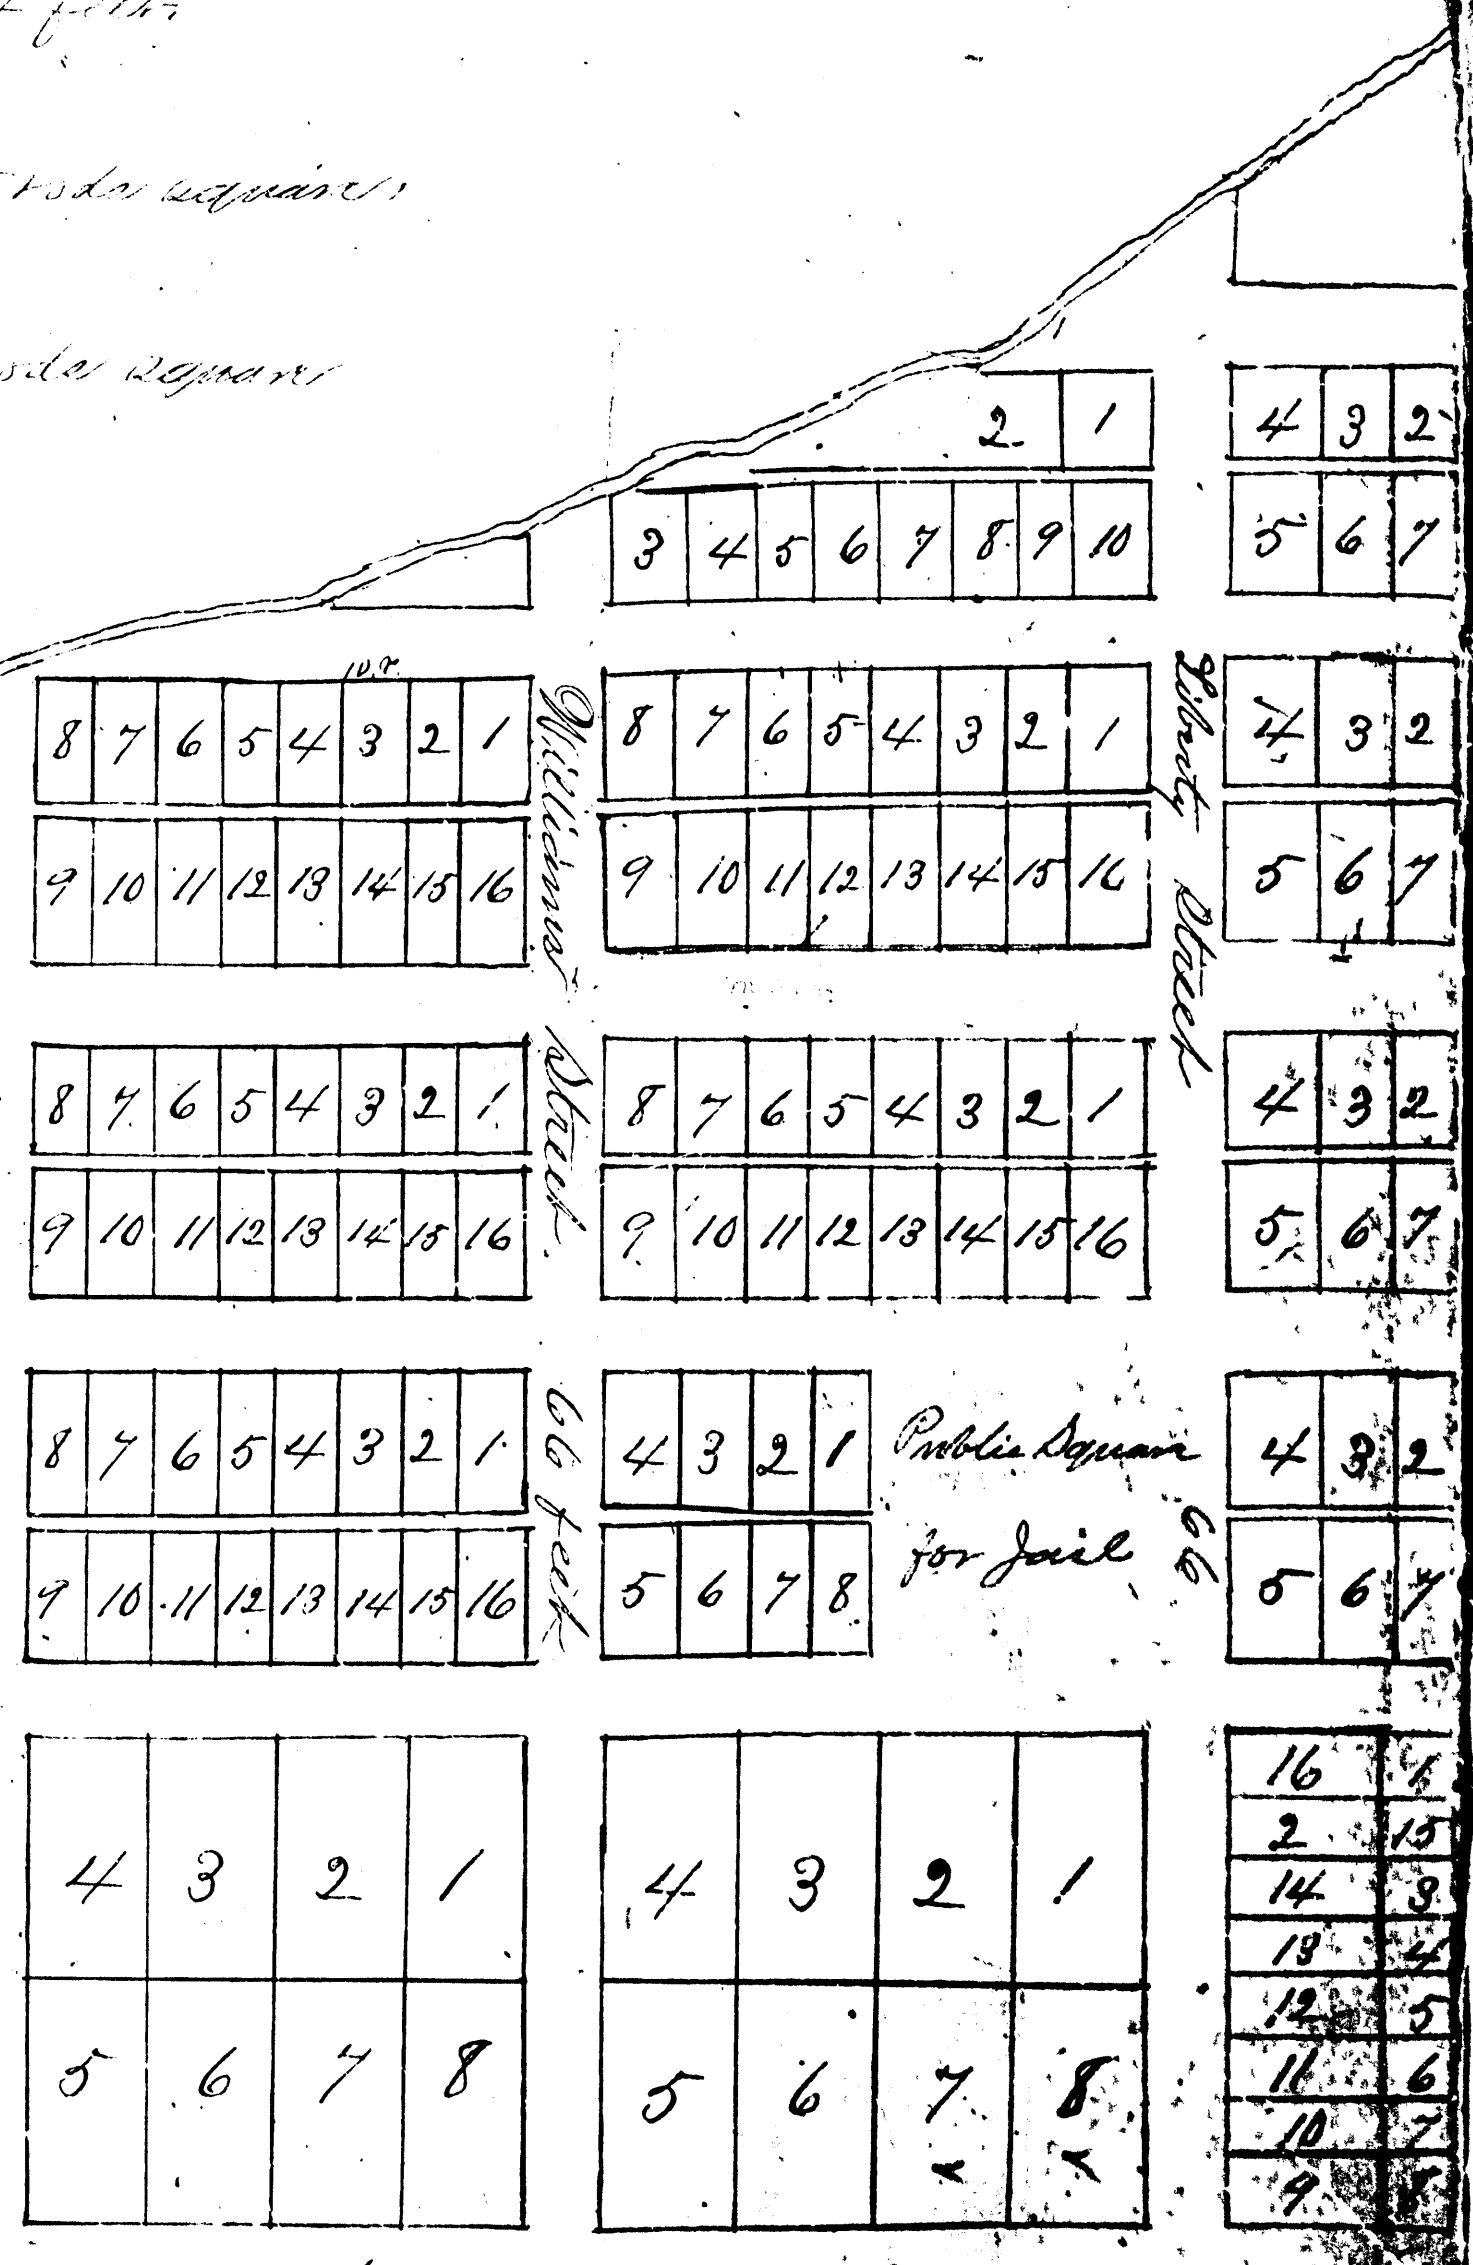 square
square
2 1
4 3 2
3 4 5 6 7 8 9 10
5 6 7
8 7 6 5 4 3 2 1
8 7 6 5 4 3 2 1
4 3 2
9 10 11 12 13 14 15 16
9 10 11 12 13 14 15 16
5 6 7
Williams Street.
Liberty Street
8 7 6 5 4 3 2 1
8 7 6 5 4 3 2 1
4 3 2
9 10 11 12 13 14 15 16
9 10 11 12 13 14 15 16
5 6 7
8 7 6 5 4 3 2 1
66 feet
4 3 2 1
Public Square
for Jail
66
4 3 2
9 10 11 12 13 14 15 16
5 6 7 8
5 6 7
4 3 2 1
4 3 2 1
5 6 7 8
5 6 7 8
16 1
2 15
14 3
13 4
12 5
11 6
10 7
9 8